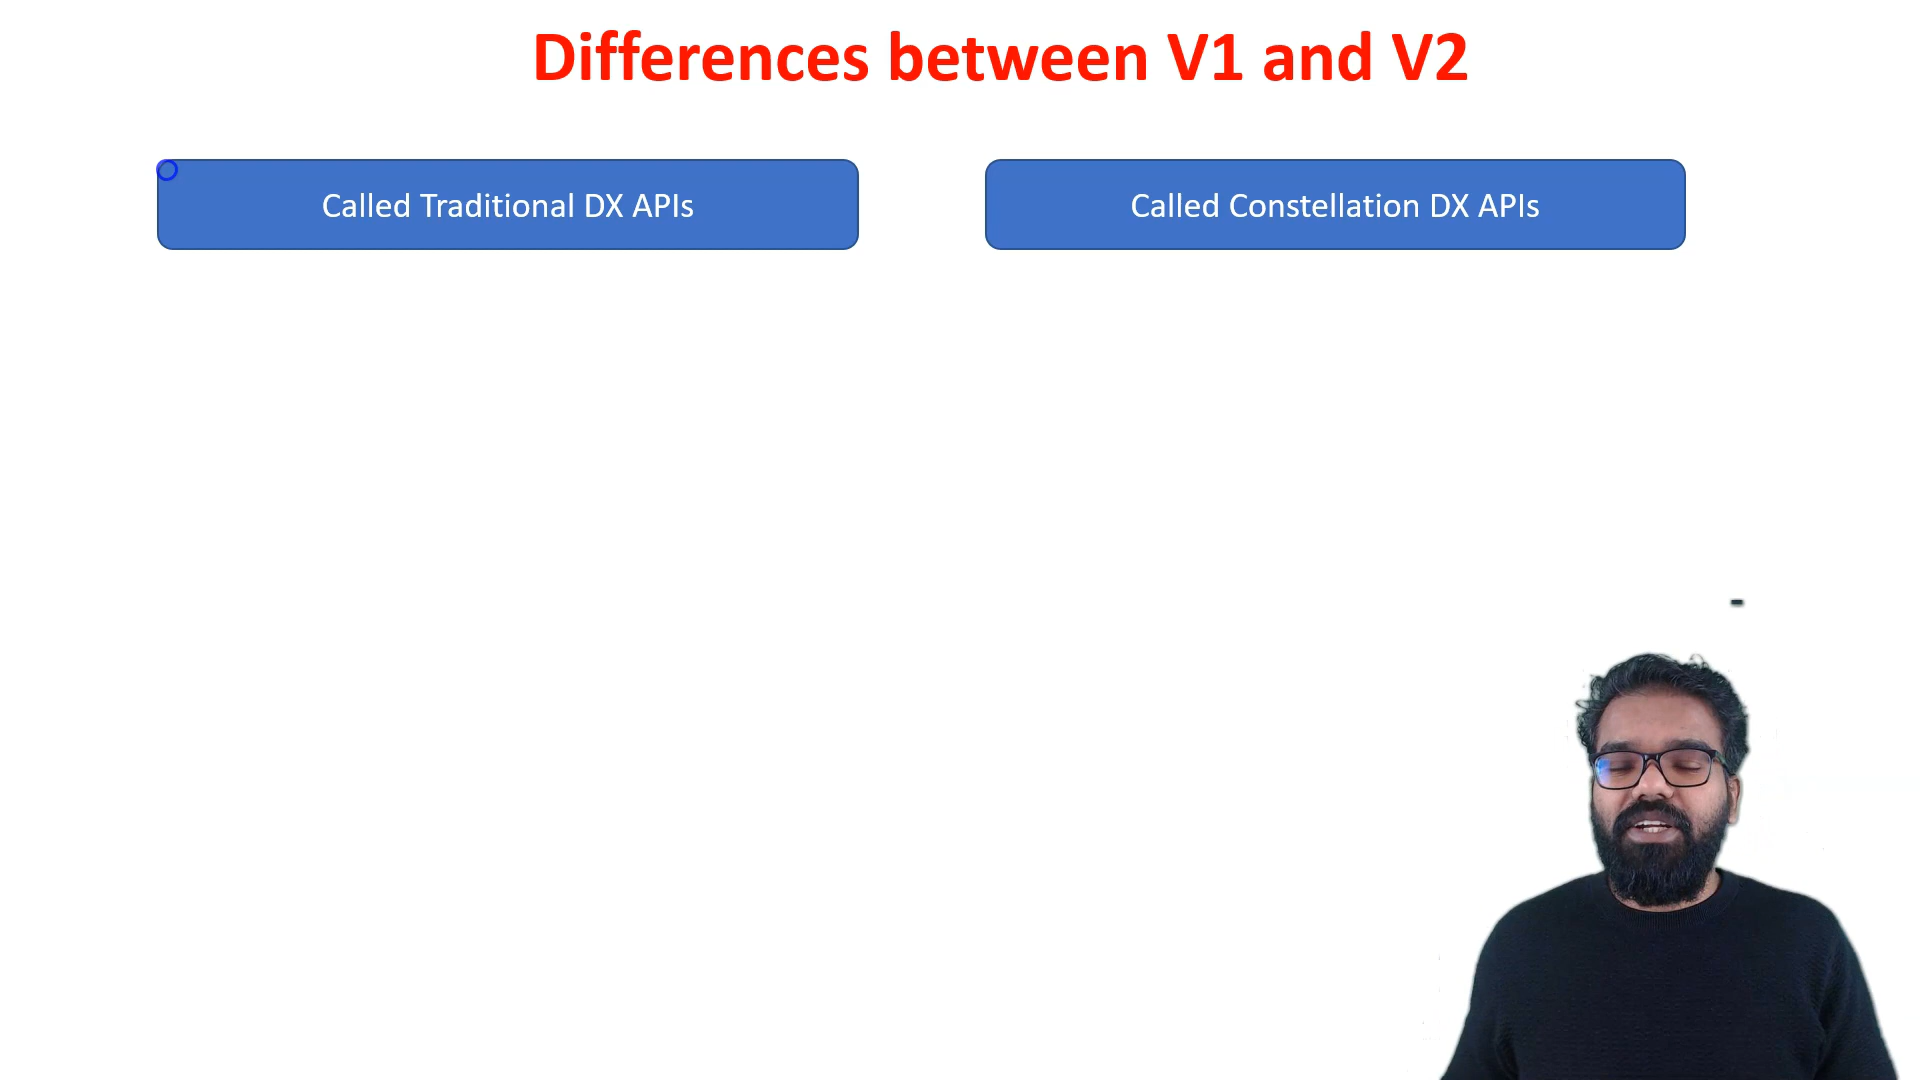 Differences between V1 and V2
Called Traditional DX APIs
Called Constellation DX APIs